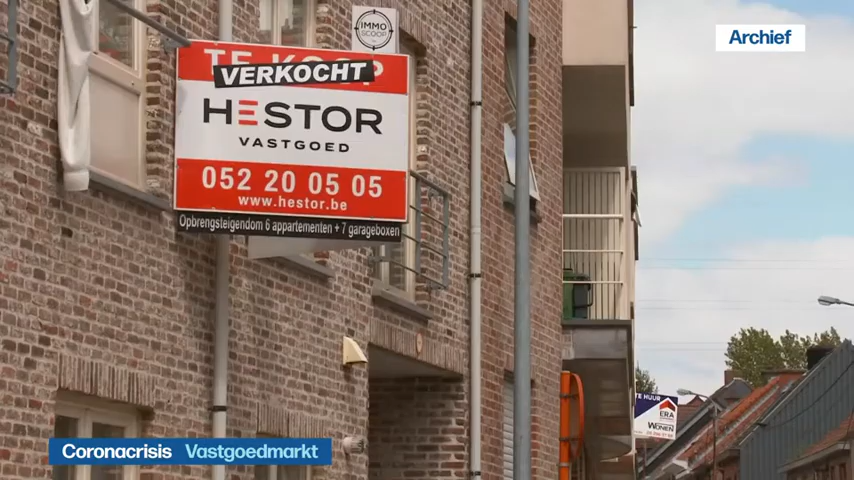 Archief
IMMO
SCOOP
TE KOOP
VERKOCHT
HESTOR
VASTGOED
052 20 05 05
www.hestor.be
Opbrengsteigendom 6 appartementen + 7 garageboxen
TE HUUR
ERA
WONEN
Coronacrisis Vastgoedmarkt